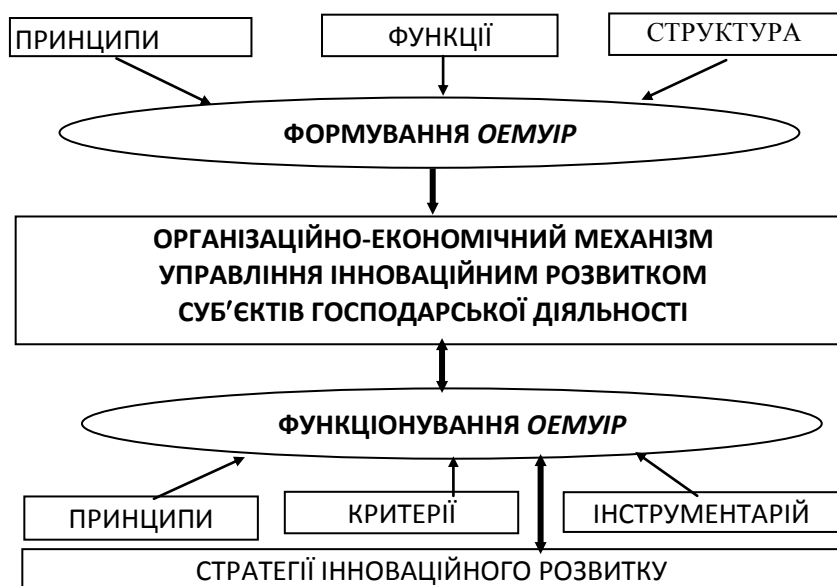 ПРИНЦИПИ
ФУНКЦІЇ
СТРУКТУРА
ФОРМУВАННЯ ОЕМУІР
ОРГАНІЗАЦІЙНО-ЕКОНОМІЧНИЙ МЕХАНІЗМ
УПРАВЛІННЯ ІННОВАЦІЙНИМ РОЗВИТКОМ
СУБ′ЄКТІВ ГОСПОДАРСЬКОЇ ДІЯЛЬНОСТІ
ФУНКЦІОНУВАННЯ ОЕМУІР
ПРИНЦИПИ
КРИТЕРІЇ
ІНСТРУМЕНТАРІЙ
СТРАТЕГІЇ ІННОВАЦІЙНОГО РОЗВИТКУ